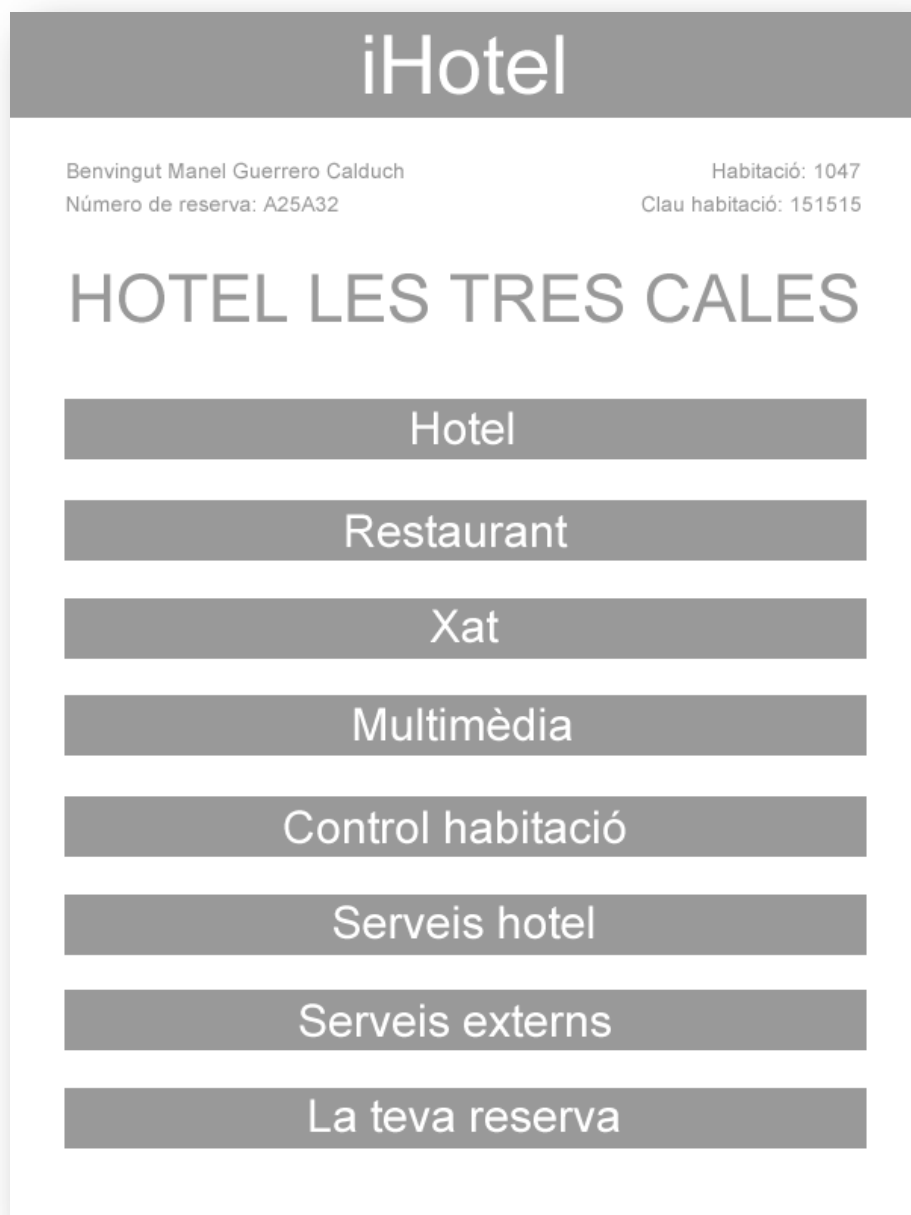 iHotel
Benvingut Manel Guerrero Calduch
Habitació: 1047
Número de reserva: A25A32
Clau habitació: 151515
HOTEL LES TRES CALES
Hotel
Restaurant
Xat
Multimèdia
Control habitació
Serveis hotel
Serveis externs
La teva reserva